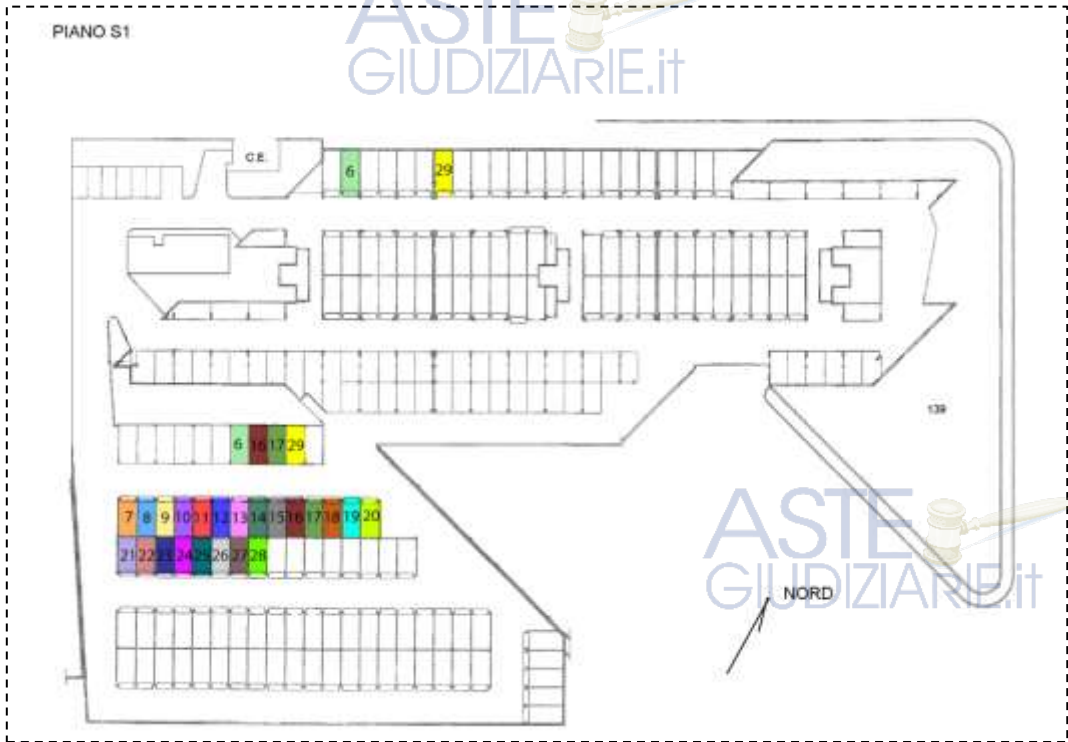 PIANO S1
ASTE
GIUDIZIARIE.it
C.E.
6
29
139
6 16 17 29
7 8 9 10 11 12 13 14 15 16 17 18 19 20
21 22 23 24 25 26 27 28
ASTE
GIUDIZIARIE.it
NORD